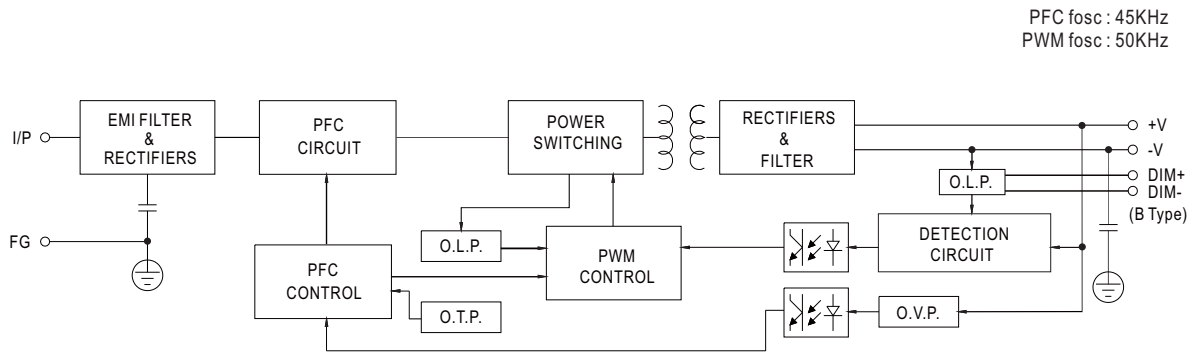 PFC fosc : 45KHz
PWM fosc : 50KHz
I/P
EMI FILTER
&
RECTIFIERS
PFC
CIRCUIT
POWER
SWITCHING
RECTIFIERS
&
FILTER
+V
-V
DIM+
DIM-
(B Type)
O.L.P.
FG
O.L.P.
PWM
CONTROL
DETECTION
CIRCUIT
PFC
CONTROL
O.T.P.
O.V.P.